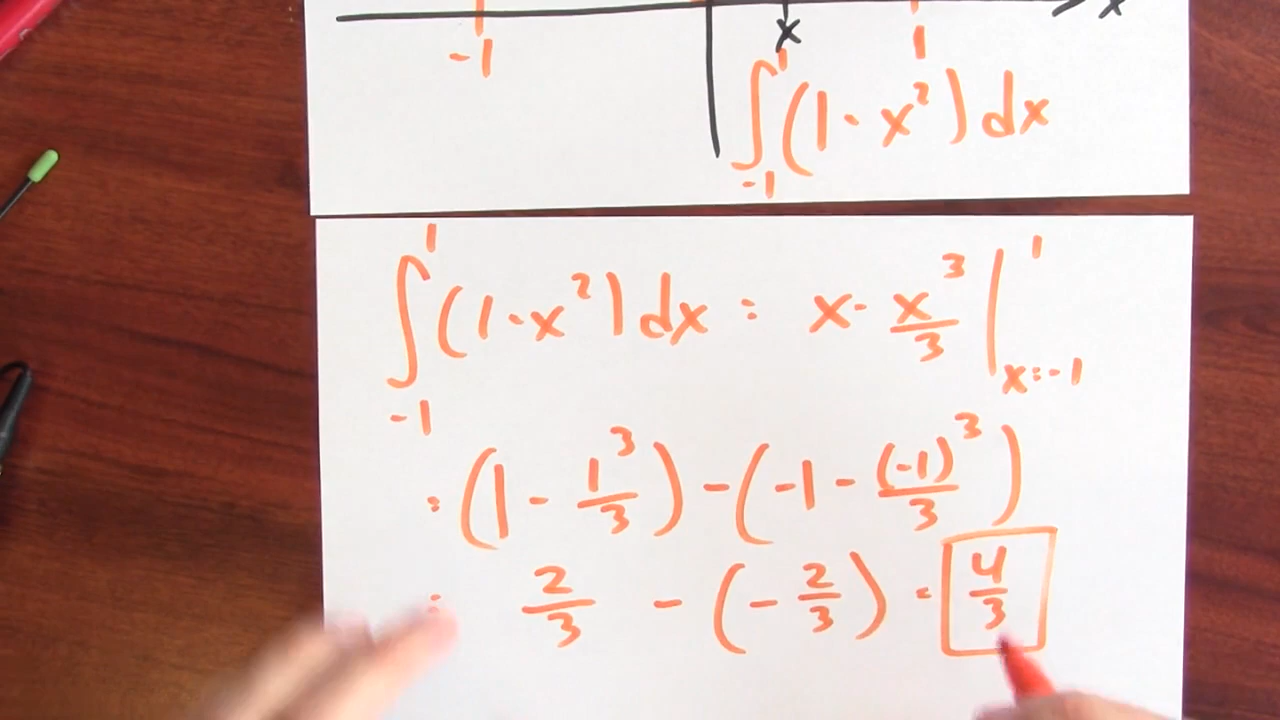 x
-1 x 1
∫_{-1}^{1} (1-x²) dx
∫_{-1}^{1} (1-x²) dx = x - x³/3 |_{x=-1}^{1}
= (1 - 1³/3) - (-1 - (-1)³/3)
= 2/3 - (-2/3) = 4/3